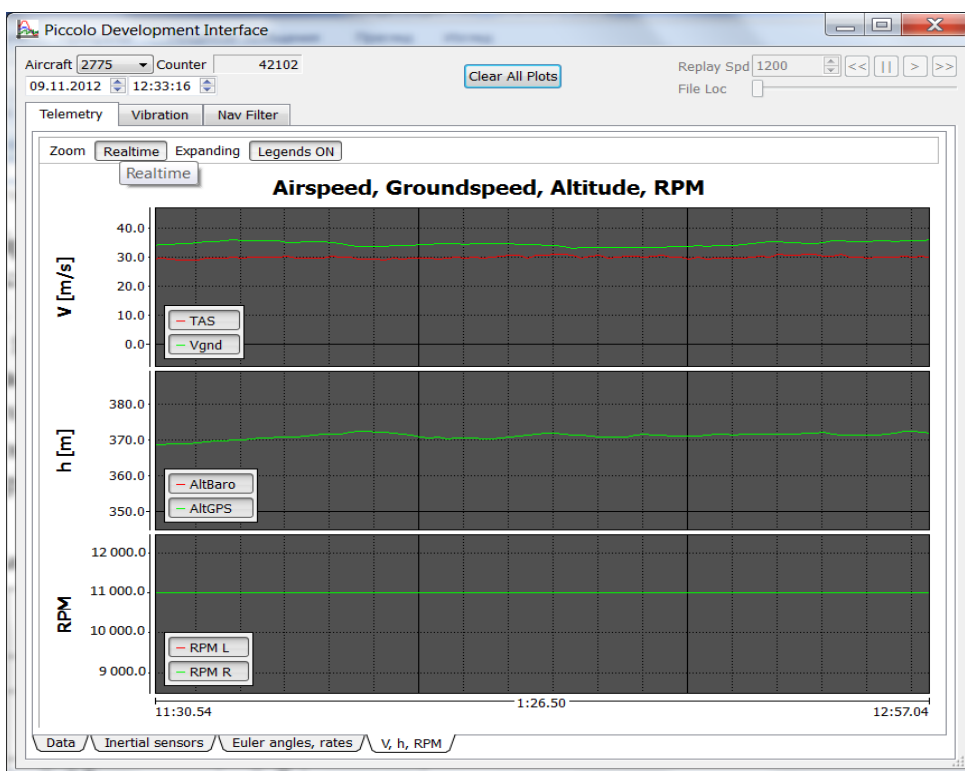 Piccolo Development Interface
Aircraft 2775 Counter 42102
09.11.2012 12:33:16
Clear All Plots
Replay Spd 1200 << || > >>
File Loc
Telemetry Vibration Nav Filter
Zoom Realtime Expanding Legends ON
Realtime
Airspeed, Groundspeed, Altitude, RPM
V [m/s]
40.0
30.0
20.0
10.0
0.0
TAS
Vgnd
h [m]
380.0
370.0
360.0
350.0
AltBaro
AltGPS
RPM
12 000.0
11 000.0
10 000.0
9 000.0
RPM L
RPM R
11:30.54 1:26.50 12:57.04
Data Inertial sensors Euler angles, rates V, h, RPM